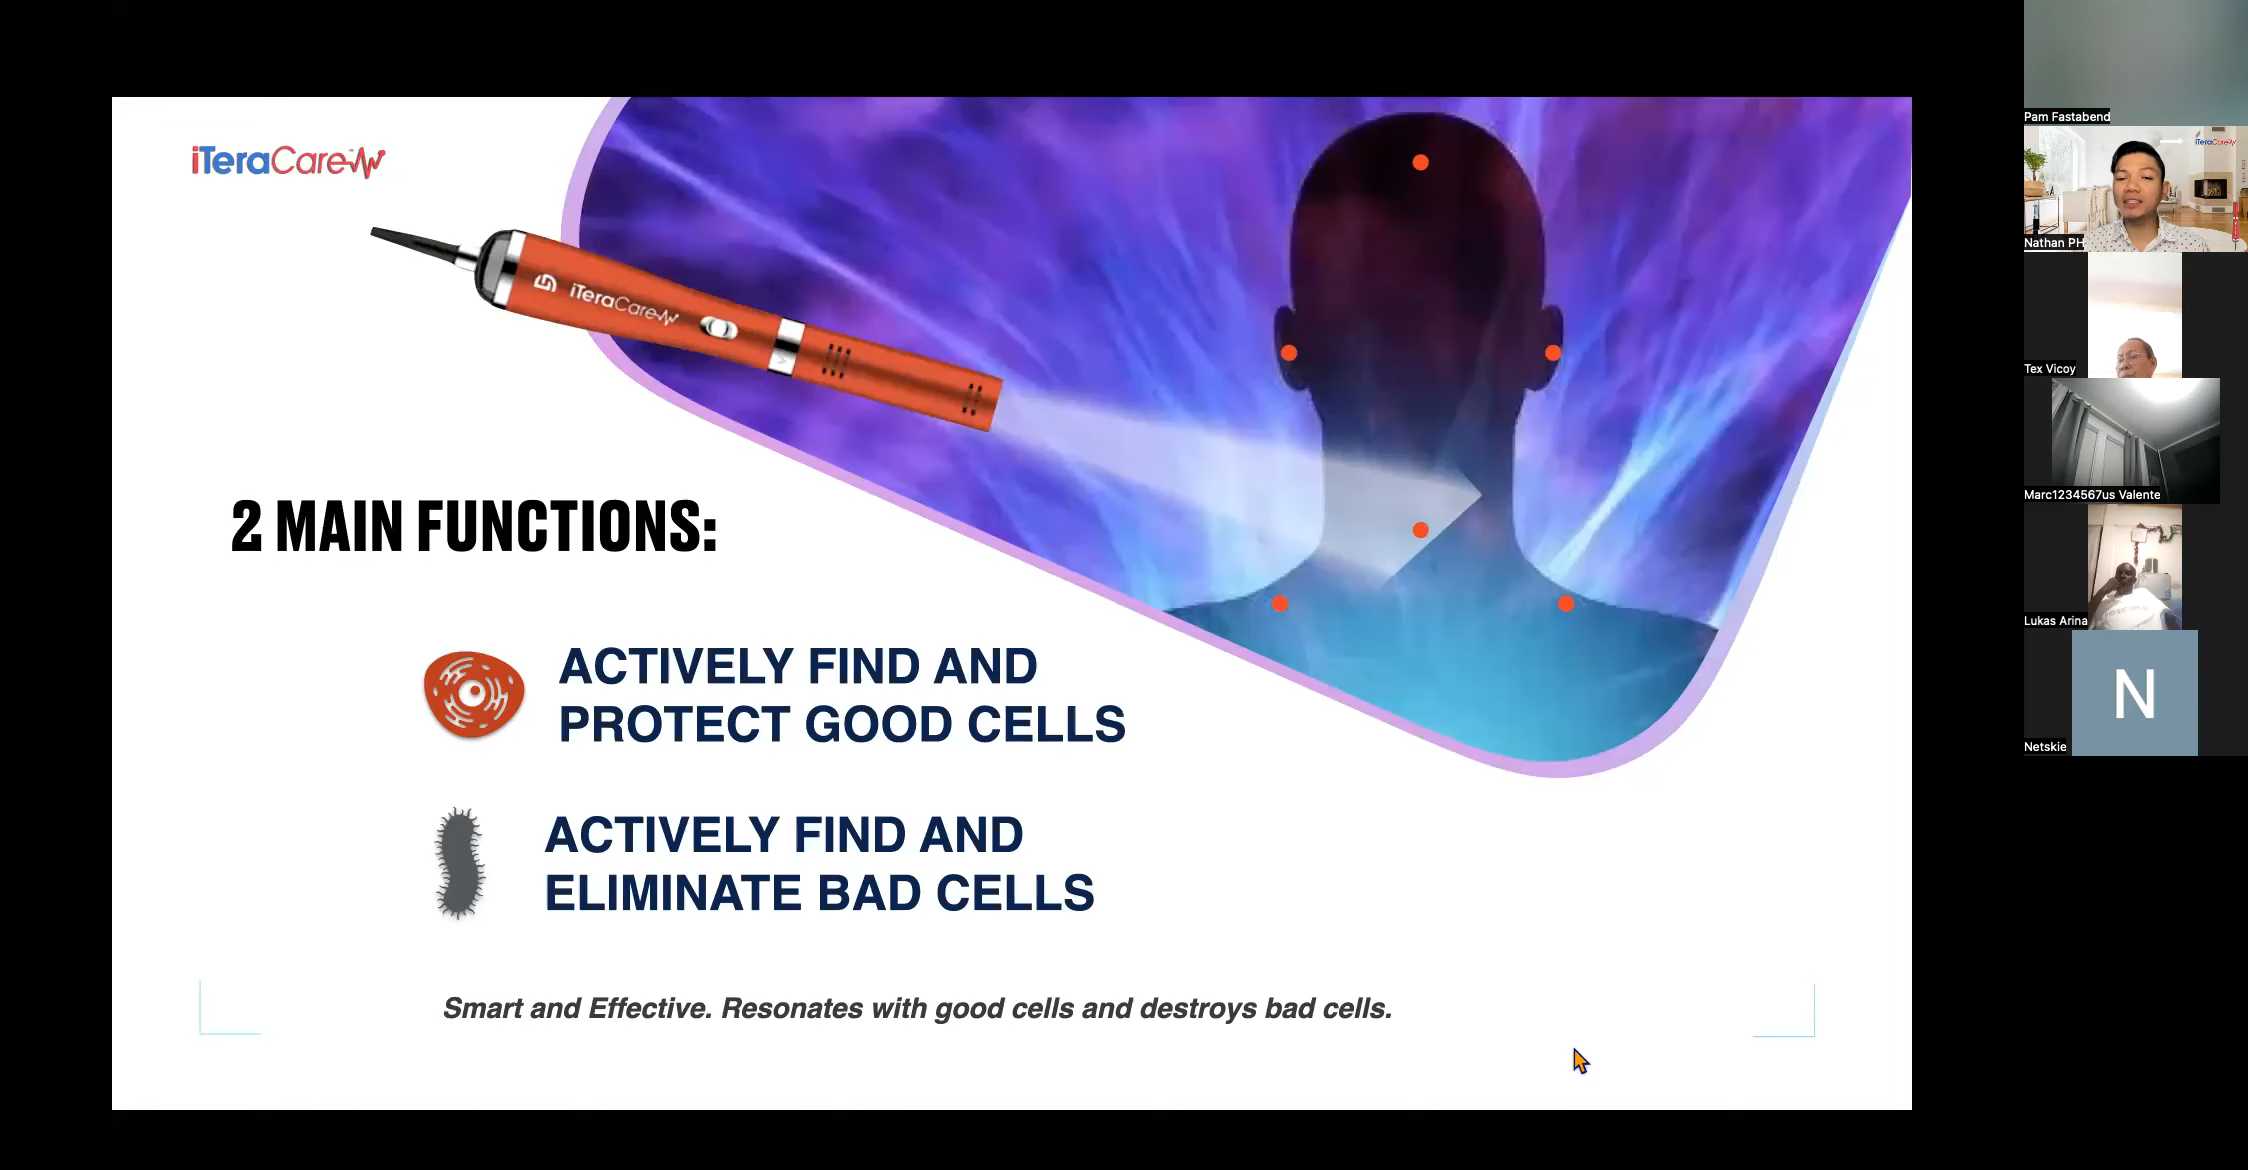 iTeraCare
iTeraCare
2 MAIN FUNCTIONS:
ACTIVELY FIND AND
PROTECT GOOD CELLS
ACTIVELY FIND AND
ELIMINATE BAD CELLS
Smart and Effective. Resonates with good cells and destroys bad cells.
Pam Fastabend
iTeraCare
Nathan PH
Tex Vicoy
Marc1234567us Valente
Lukas Arina
N
Netskie